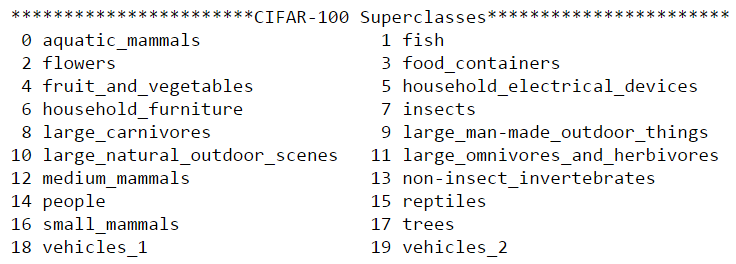 ***********************CIFAR-100 Superclasses***********************
 0 aquatic_mammals                1 fish
 2 flowers                        3 food_containers
 4 fruit_and_vegetables           5 household_electrical_devices
 6 household_furniture            7 insects
 8 large_carnivores               9 large_man-made_outdoor_things
10 large_natural_outdoor_scenes  11 large_omnivores_and_herbivores
12 medium_mammals                13 non-insect_invertebrates
14 people                        15 reptiles
16 small_mammals                 17 trees
18 vehicles_1                    19 vehicles_2